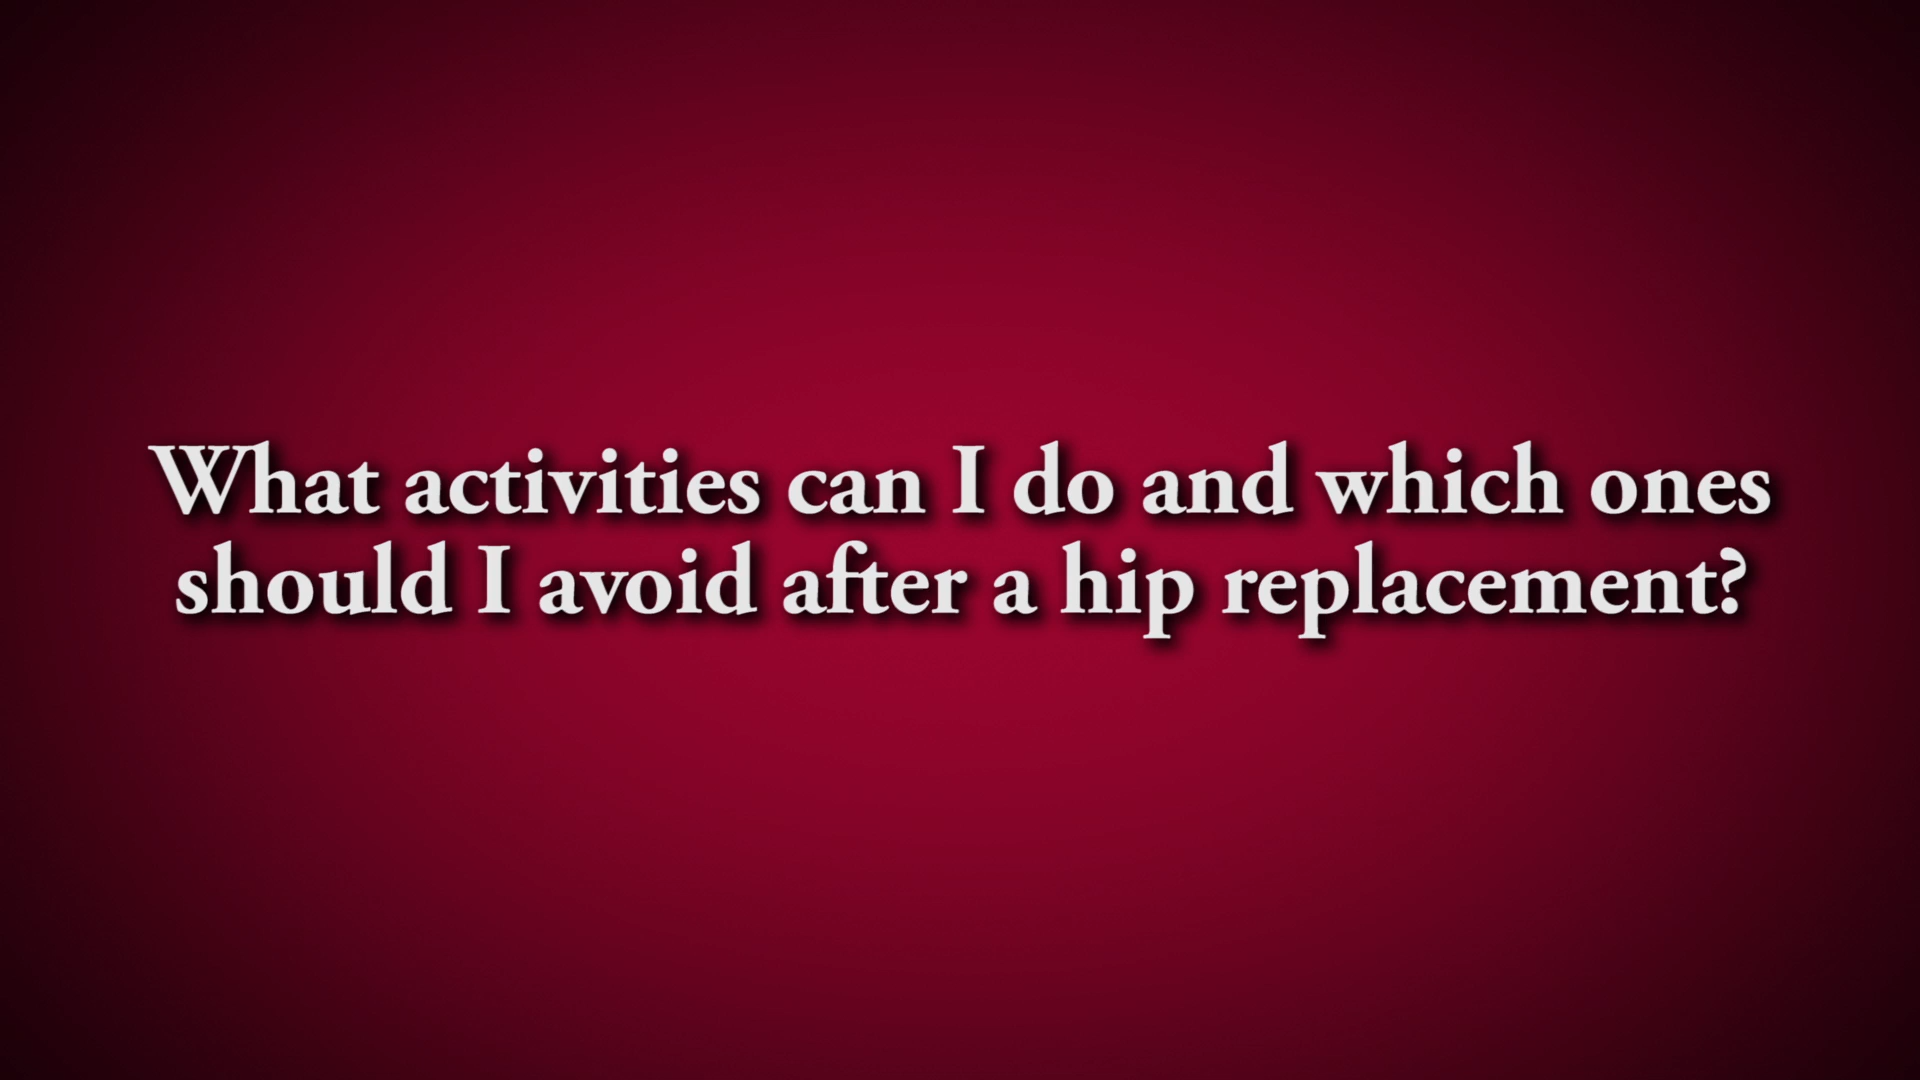 What activities can I do and which ones
should I avoid after a hip replacement?